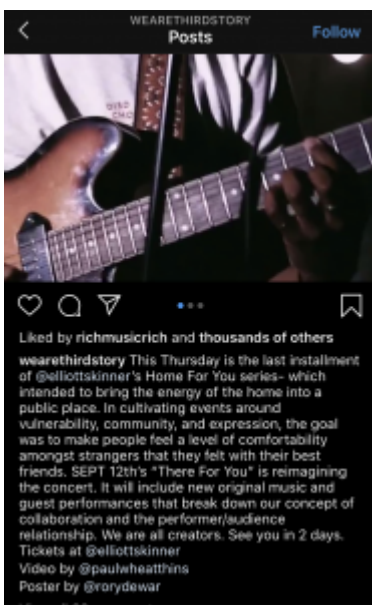 WEARETHIRDSTORY
Posts
Follow
Liked by richmusicrich and thousands of others
wearethirdstory This Thursday is the last installment
of @elliottskinner's Home For You series- which
intended to bring the energy of the home into a
public place. In cultivating events around
vulnerability, community, and expression, the goal
was to make people feel a level of comfortability
amongst strangers that they felt with their best
friends. SEPT 12th's "There For You" is reimagining
the concert. It will include new original music and
guest performances that break down our concept of
collaboration and the performer/audience
relationship. We are all creators. See you in 2 days.
Tickets at @elliottskinner
Video by @paulwheatthins
Poster by @rorydewar